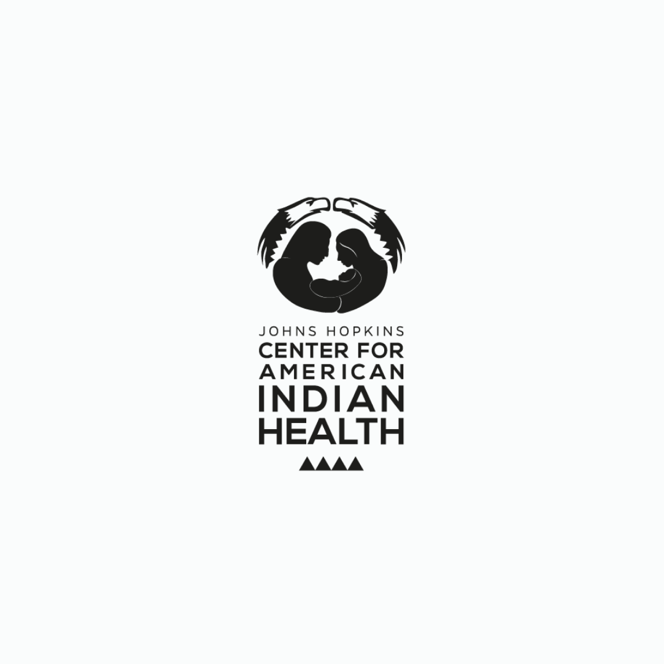 JOHNS HOPKINS
CENTER FOR
AMERICAN
INDIAN
HEALTH